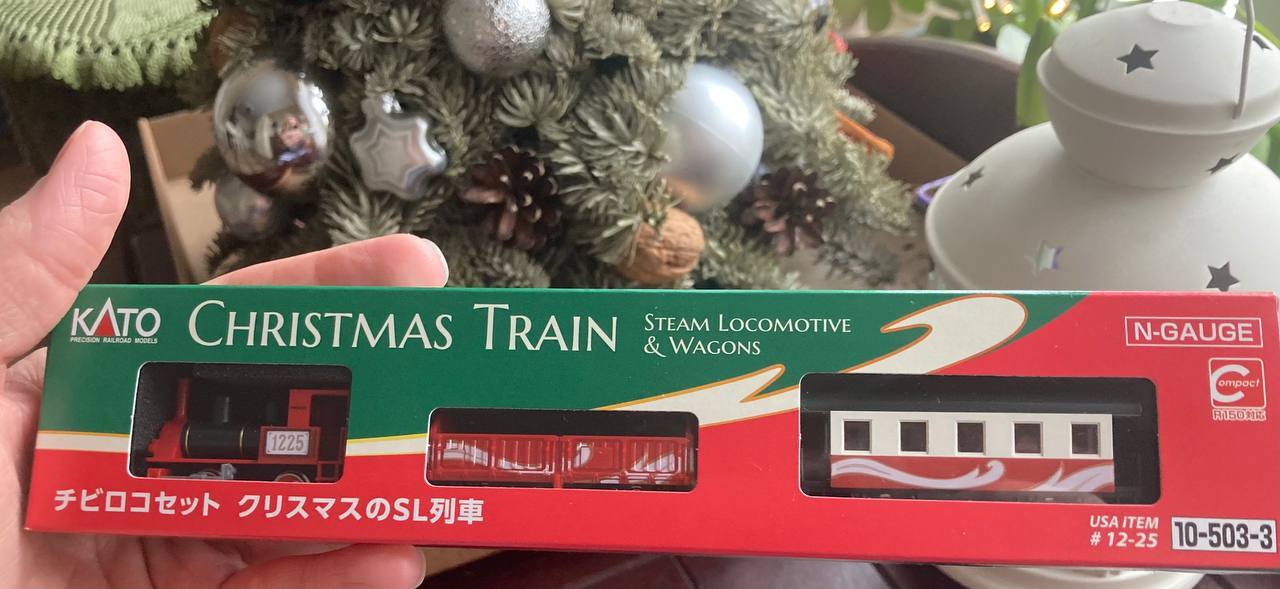 KATO
PRECISION RAILROAD MODELS
CHRISTMAS TRAIN
STEAM LOCOMOTIVE
& WAGONS
N-GAUGE
Compact
R150対応
1225
チビロコセット クリスマスのSL列車
USA ITEM
# 12-25
10-503-3